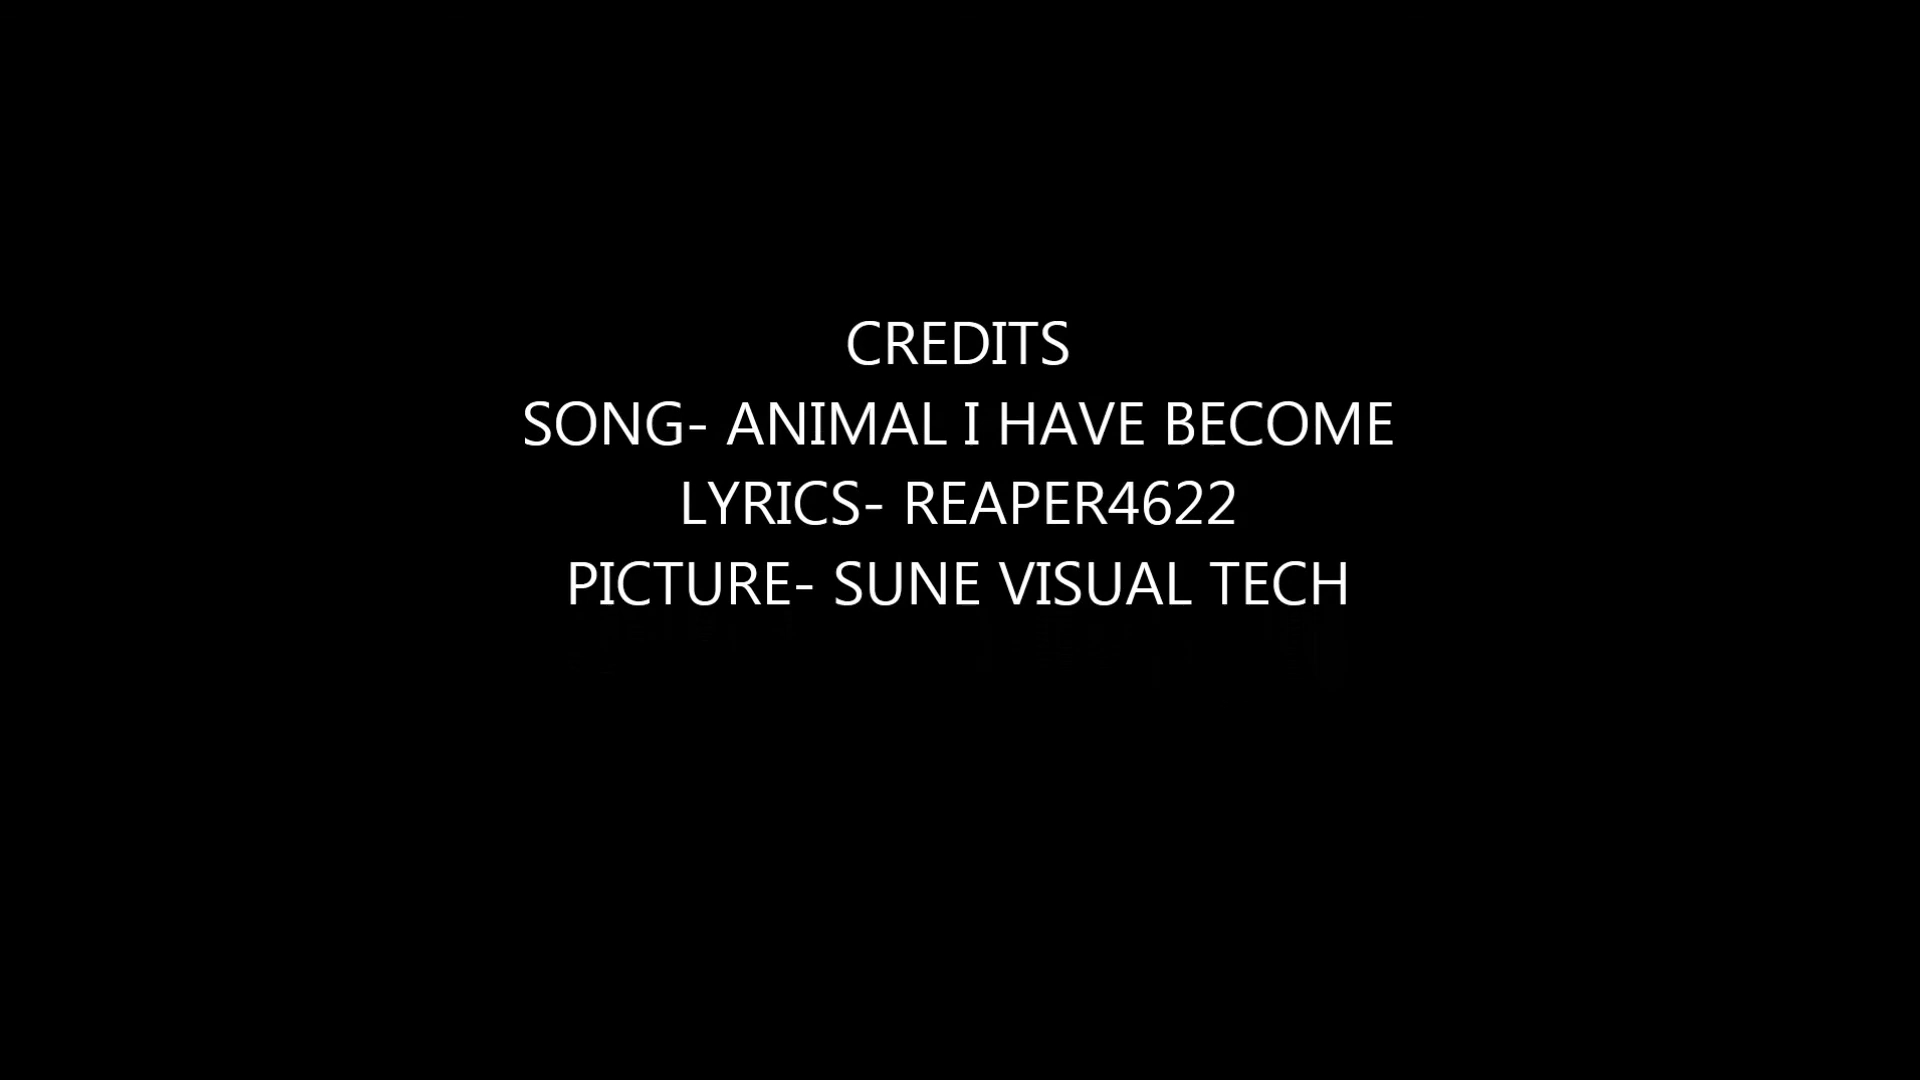 CREDITS
SONG- ANIMAL I HAVE BECOME
LYRICS- REAPER4622
PICTURE- SUNE VISUAL TECH